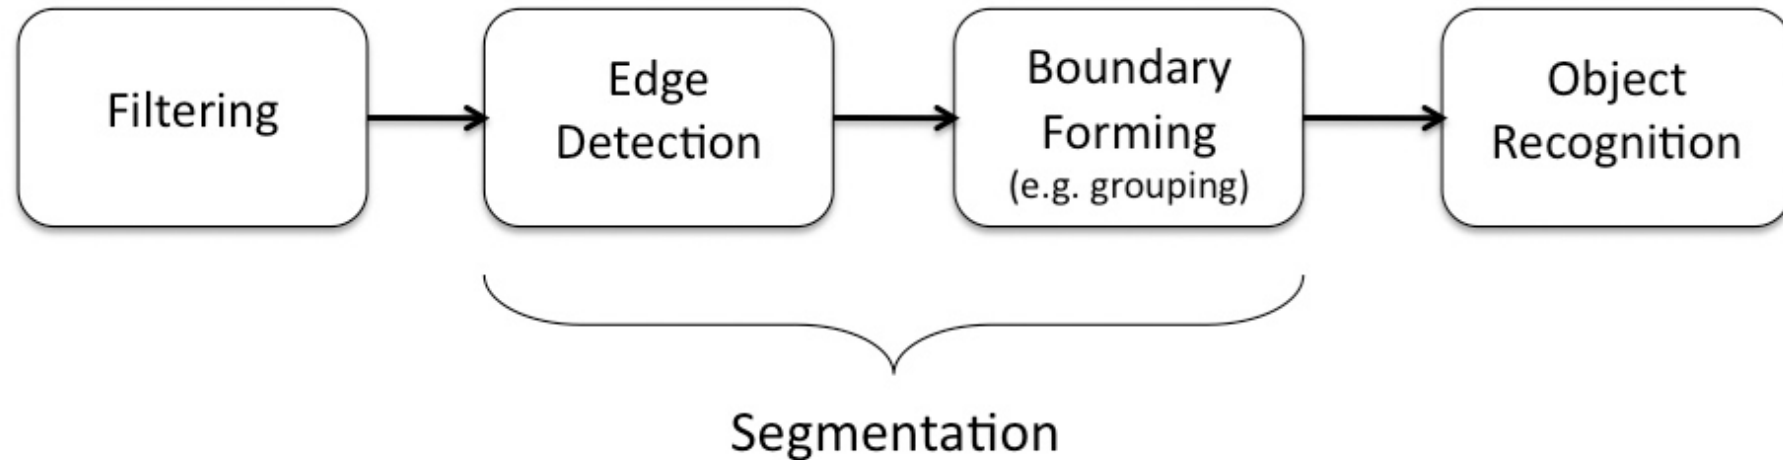 Filtering
Edge
Detection
Boundary
Forming
(e.g. grouping)
Object
Recognition
Segmentation